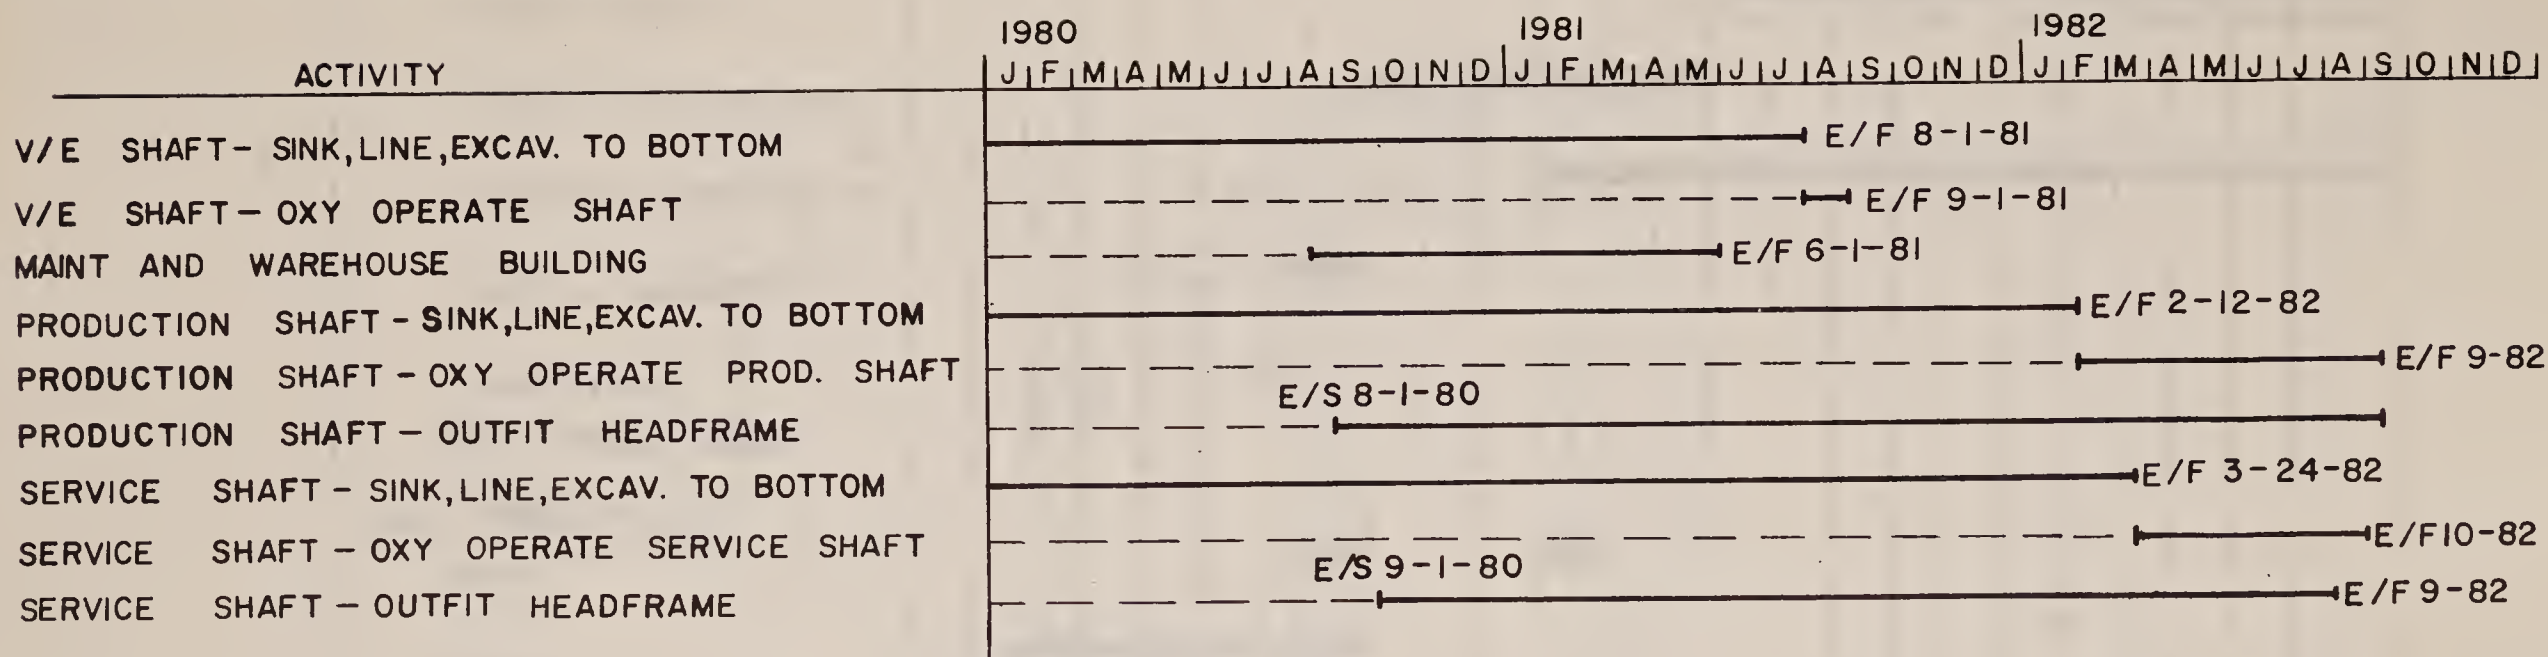 1980 1981 1982
ACTIVITY J F M A M J J A S O N D J F M A M J J A S O N D J F M A M J J A S O N D
V/E SHAFT - SINK, LINE, EXCAV. TO BOTTOM E/F 8-1-81
V/E SHAFT - OXY OPERATE SHAFT E/F 9-1-81
MAINT AND WAREHOUSE BUILDING E/F 6-1-81
PRODUCTION SHAFT - SINK, LINE, EXCAV. TO BOTTOM E/F 2-12-82
PRODUCTION SHAFT - OXY OPERATE PROD. SHAFT E/F 9-82
E/S 8-1-80
PRODUCTION SHAFT - OUTFIT HEADFRAME
SERVICE SHAFT - SINK, LINE, EXCAV. TO BOTTOM E/F 3-24-82
SERVICE SHAFT - OXY OPERATE SERVICE SHAFT E/F 10-82
E/S 9-1-80
SERVICE SHAFT - OUTFIT HEADFRAME E/F 9-82